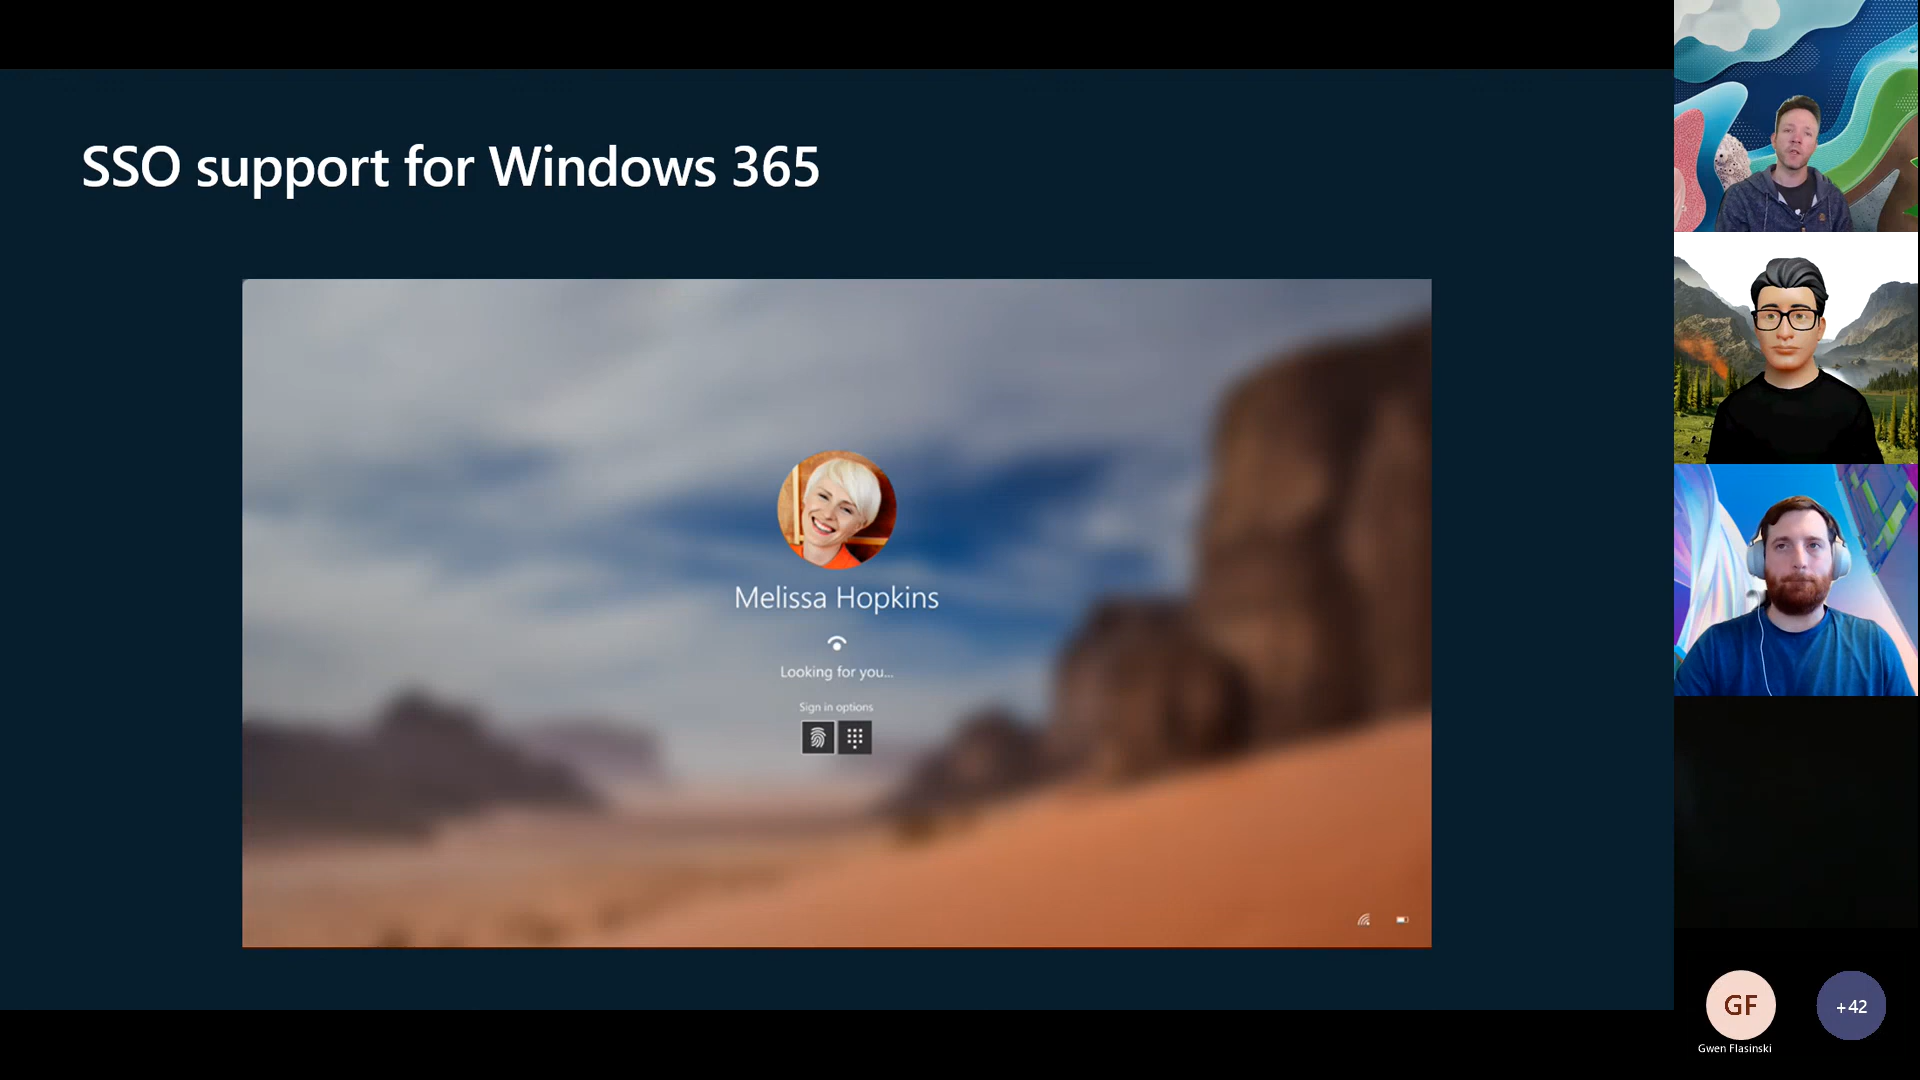 SSO support for Windows 365
Melissa Hopkins
Looking for you...
Sign in options
GF
+42
Gwen Flasinski